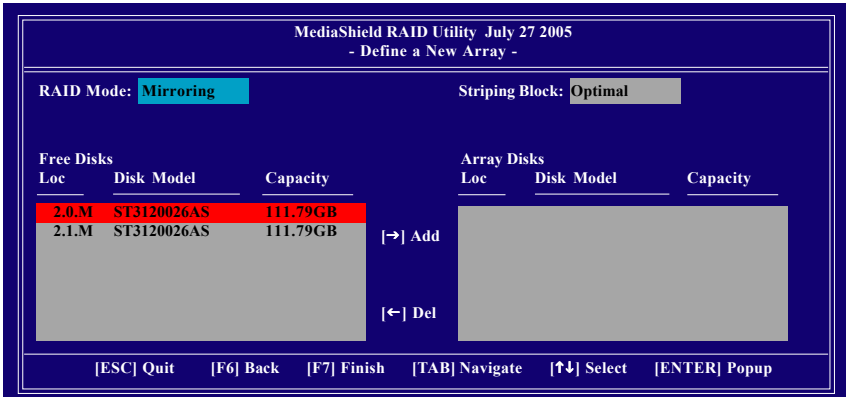 MediaShield RAID Utility July 27 2005
- Define a New Array -
RAID Mode: Mirroring Striping Block: Optimal
Free Disks Array Disks
Loc Disk Model Capacity Loc Disk Model Capacity
2.0.M ST3120026AS 111.79GB
2.1.M ST3120026AS 111.79GB
[→] Add
[←] Del
[ESC] Quit [F6] Back [F7] Finish [TAB] Navigate [↑↓] Select [ENTER] Popup